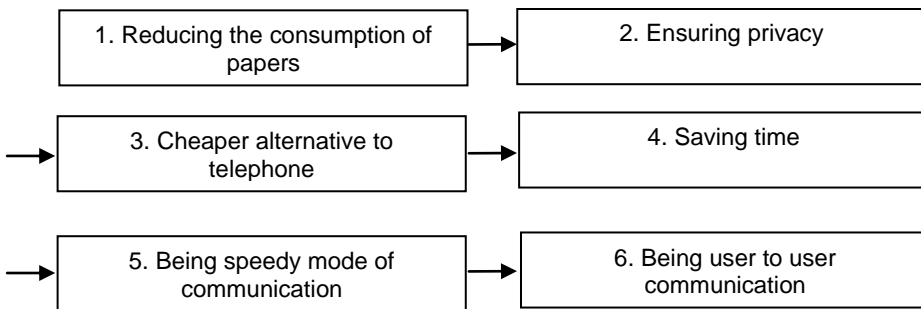 1. Reducing the consumption of
papers
2. Ensuring privacy
3. Cheaper alternative to
telephone
4. Saving time
5. Being speedy mode of
communication
6. Being user to user
communication